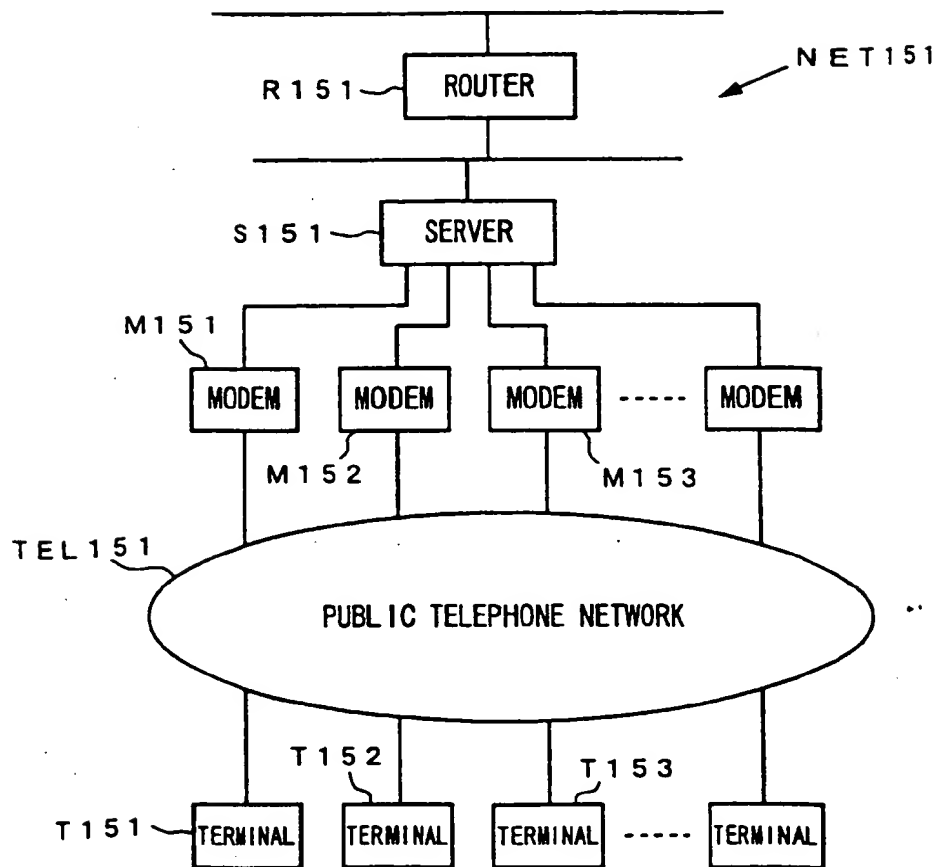 NET151
R151
ROUTER
S151
SERVER
M151
MODEM
MODEM
MODEM
MODEM
M152
M153
TEL151
PUBLIC TELEPHONE NETWORK
T152
T153
T151
TERMINAL
TERMINAL
TERMINAL
TERMINAL